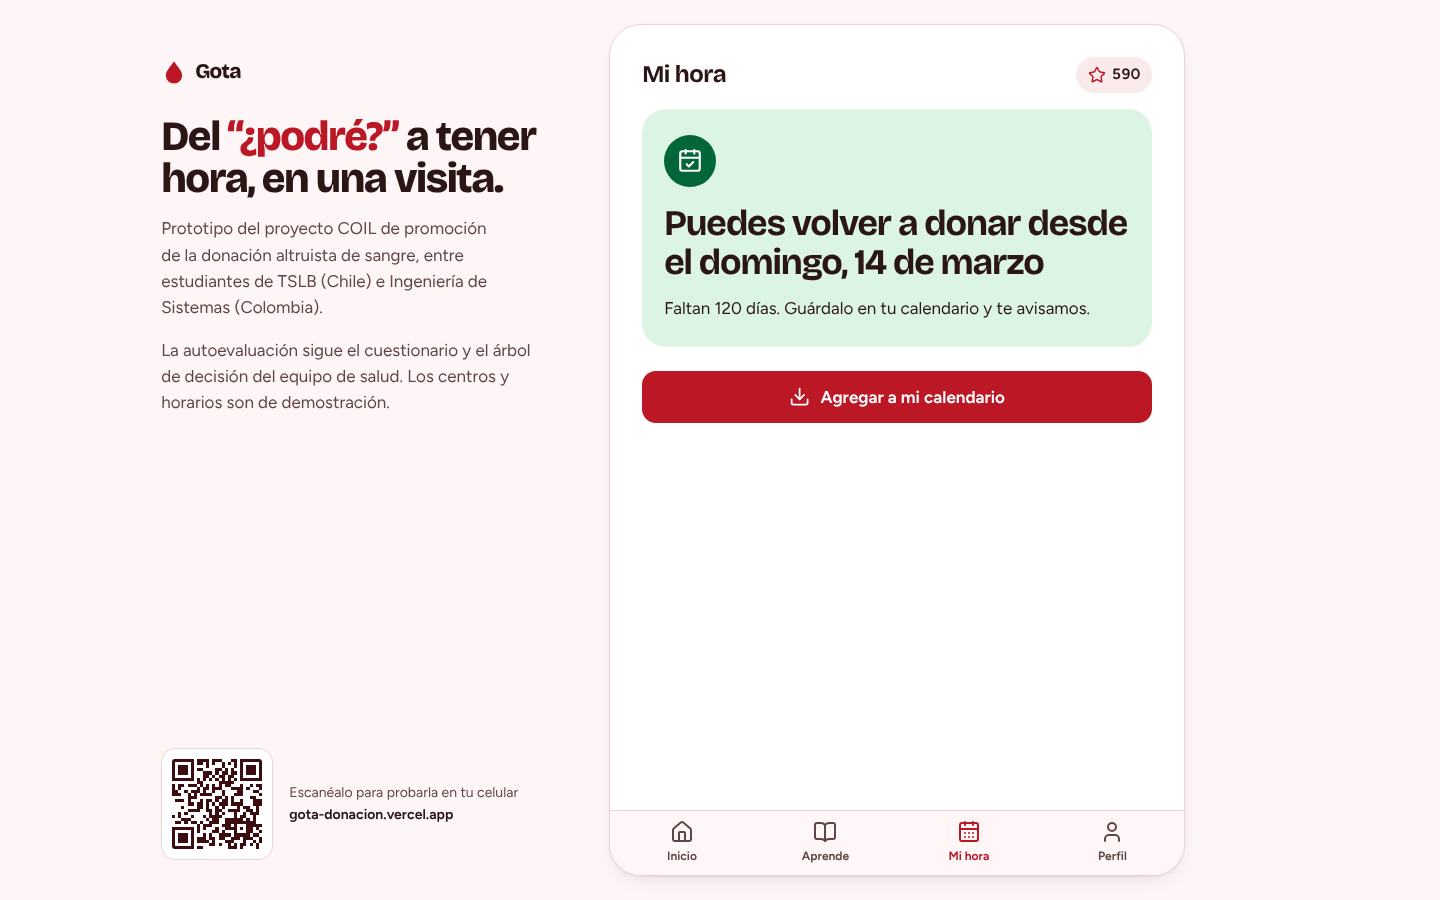 Gota
Del “¿podré?” a tener
hora, en una visita.
Prototipo del proyecto COIL de promoción
de la donación altruista de sangre, entre
estudiantes de TSLB (Chile) e Ingeniería de
Sistemas (Colombia).
La autoevaluación sigue el cuestionario y el árbol
de decisión del equipo de salud. Los centros y
horarios son de demostración.
Escanéalo para probarla en tu celular
gota-donacion.vercel.app
Mi hora
590
Puedes volver a donar desde
el domingo, 14 de marzo
Faltan 120 días. Guárdalo en tu calendario y te avisamos.
Agregar a mi calendario
Inicio
Aprende
Mi hora
Perfil